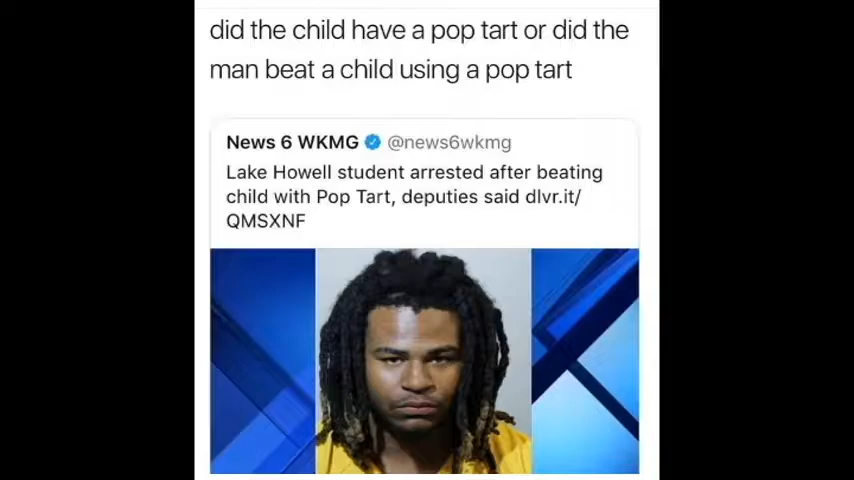 did the child have a pop tart or did the
man beat a child using a pop tart
News 6 WKMG @news6wkmg
Lake Howell student arrested after beating
child with Pop Tart, deputies said dlvr.it/
QMSXNF